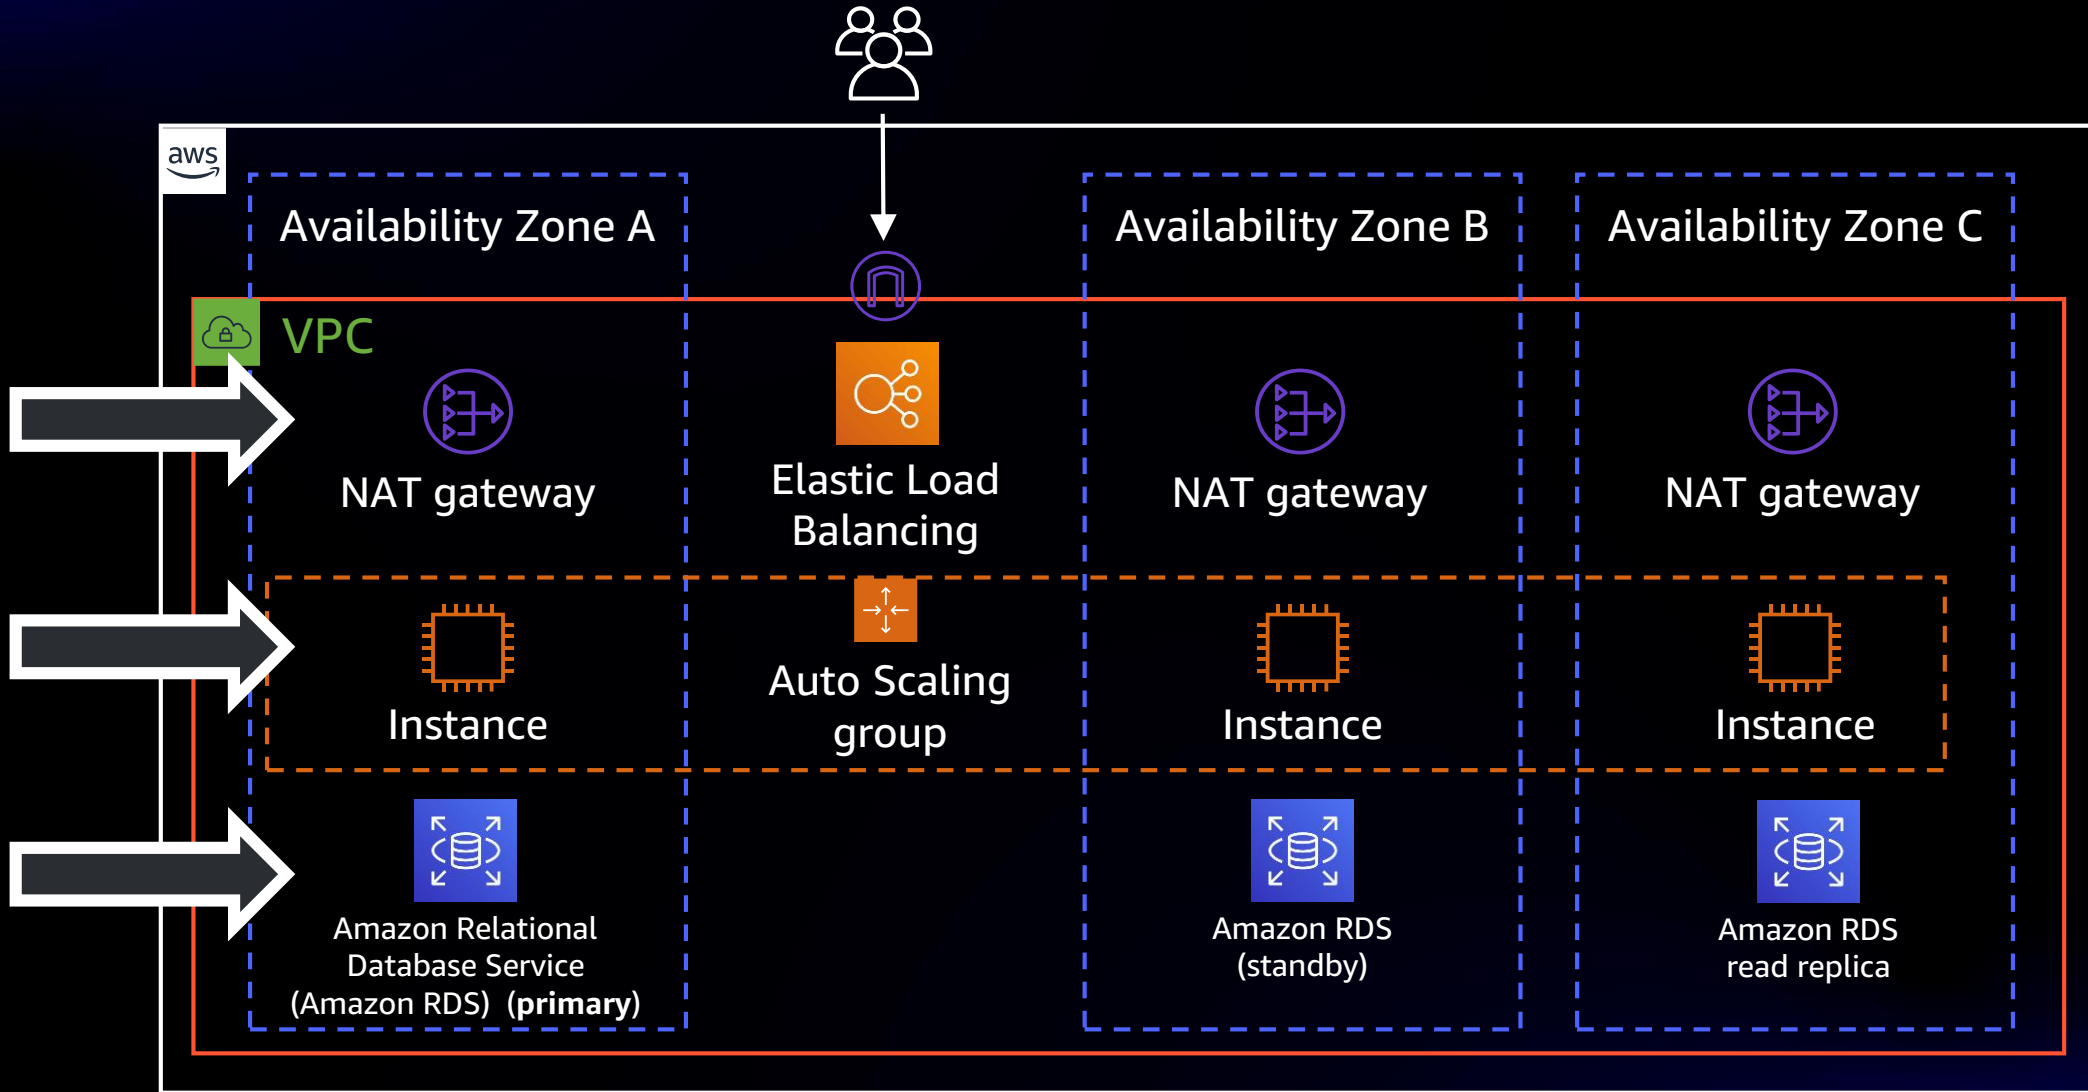 aws
Availability Zone A
Availability Zone B
Availability Zone C
VPC
NAT gateway
Elastic Load
Balancing
NAT gateway
NAT gateway
Instance
Auto Scaling
group
Instance
Instance
Amazon Relational
Database Service
(Amazon RDS) (primary)
Amazon RDS
(standby)
Amazon RDS
read replica